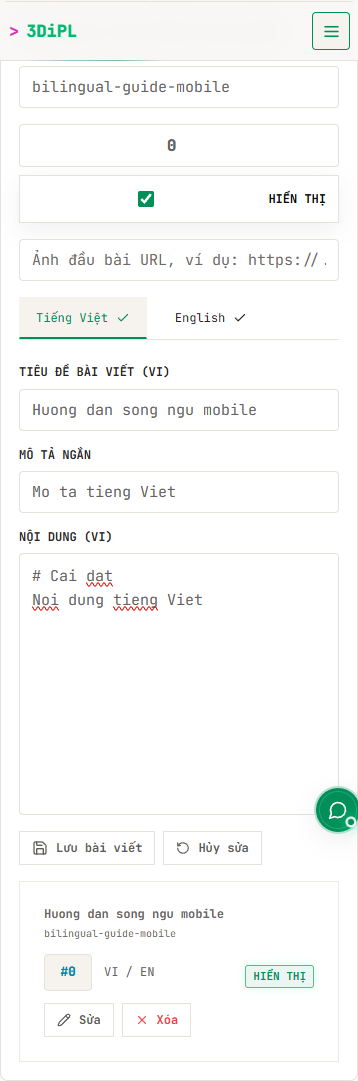 > 3DiPL
bilingual-guide-mobile
0
HIỂN THỊ
Ảnh đầu bài URL, ví dụ: https://.
Tiếng Việt ✓ English ✓
TIÊU ĐỀ BÀI VIẾT (VI)
Huong dan song ngu mobile
MÔ TẢ NGẮN
Mo ta tieng Viet
NỘI DUNG (VI)
# Cai dat
Noi dung tieng Viet
Lưu bài viết Hủy sửa
Huong dan song ngu mobile
bilingual-guide-mobile
#0 VI / EN HIỂN THỊ
Sửa Xóa